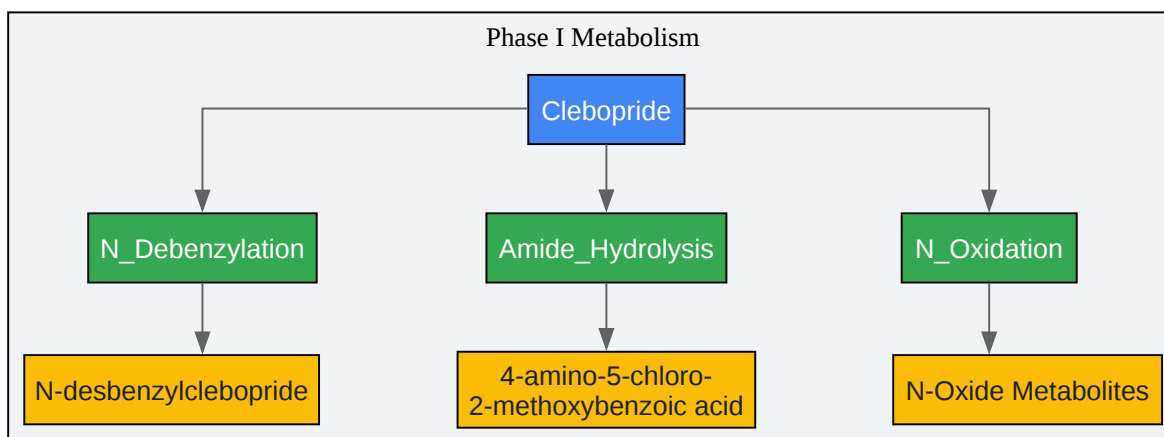 Phase I Metabolism
Clebopride
N_Debenzylation
Amide_Hydrolysis
N_Oxidation
N-desbenzylclebopride
4-amino-5-chloro-
2-methoxybenzoic acid
N-Oxide Metabolites